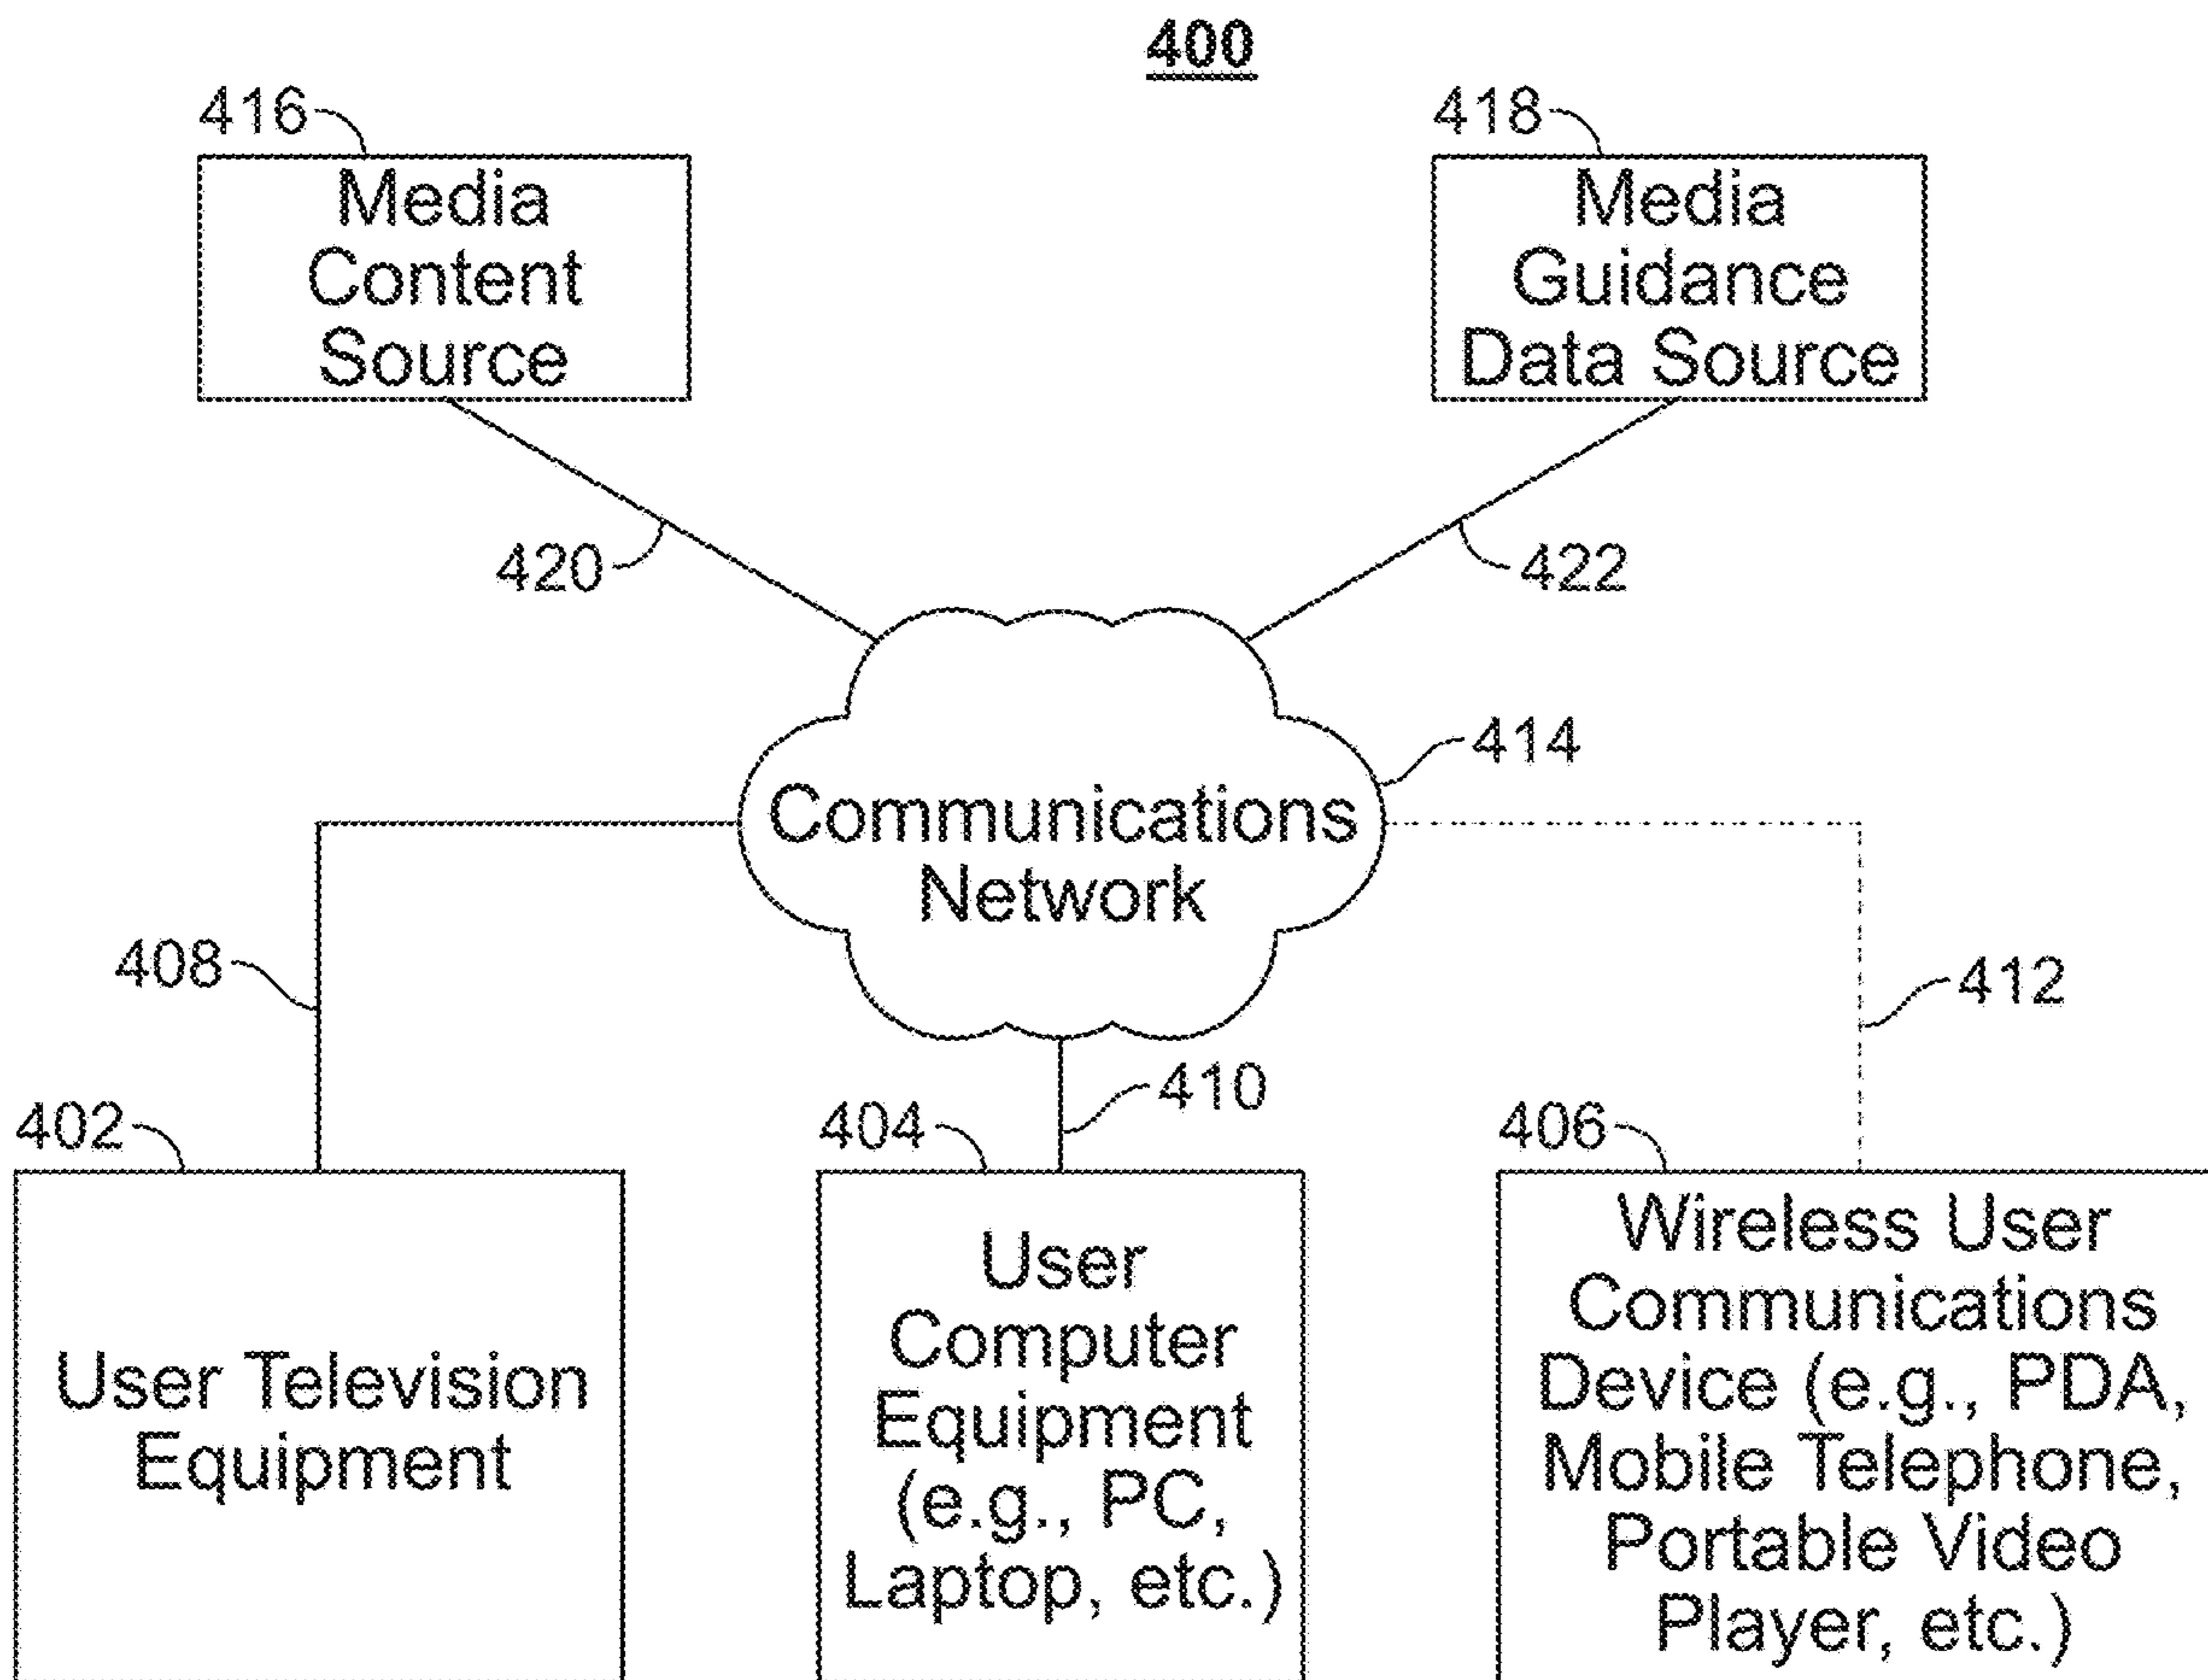 400
416
418
Media
Content
Source
Media
Guidance
Data Source
420
422
414
Communications
Network
408
412
410
402
404
406
User Television
Equipment
User
Computer
Equipment
(e.g., PC,
Laptop, etc.)
Wireless User
Communications
Device (e.g., PDA,
Mobile Telephone,
Portable Video
Player, etc.)